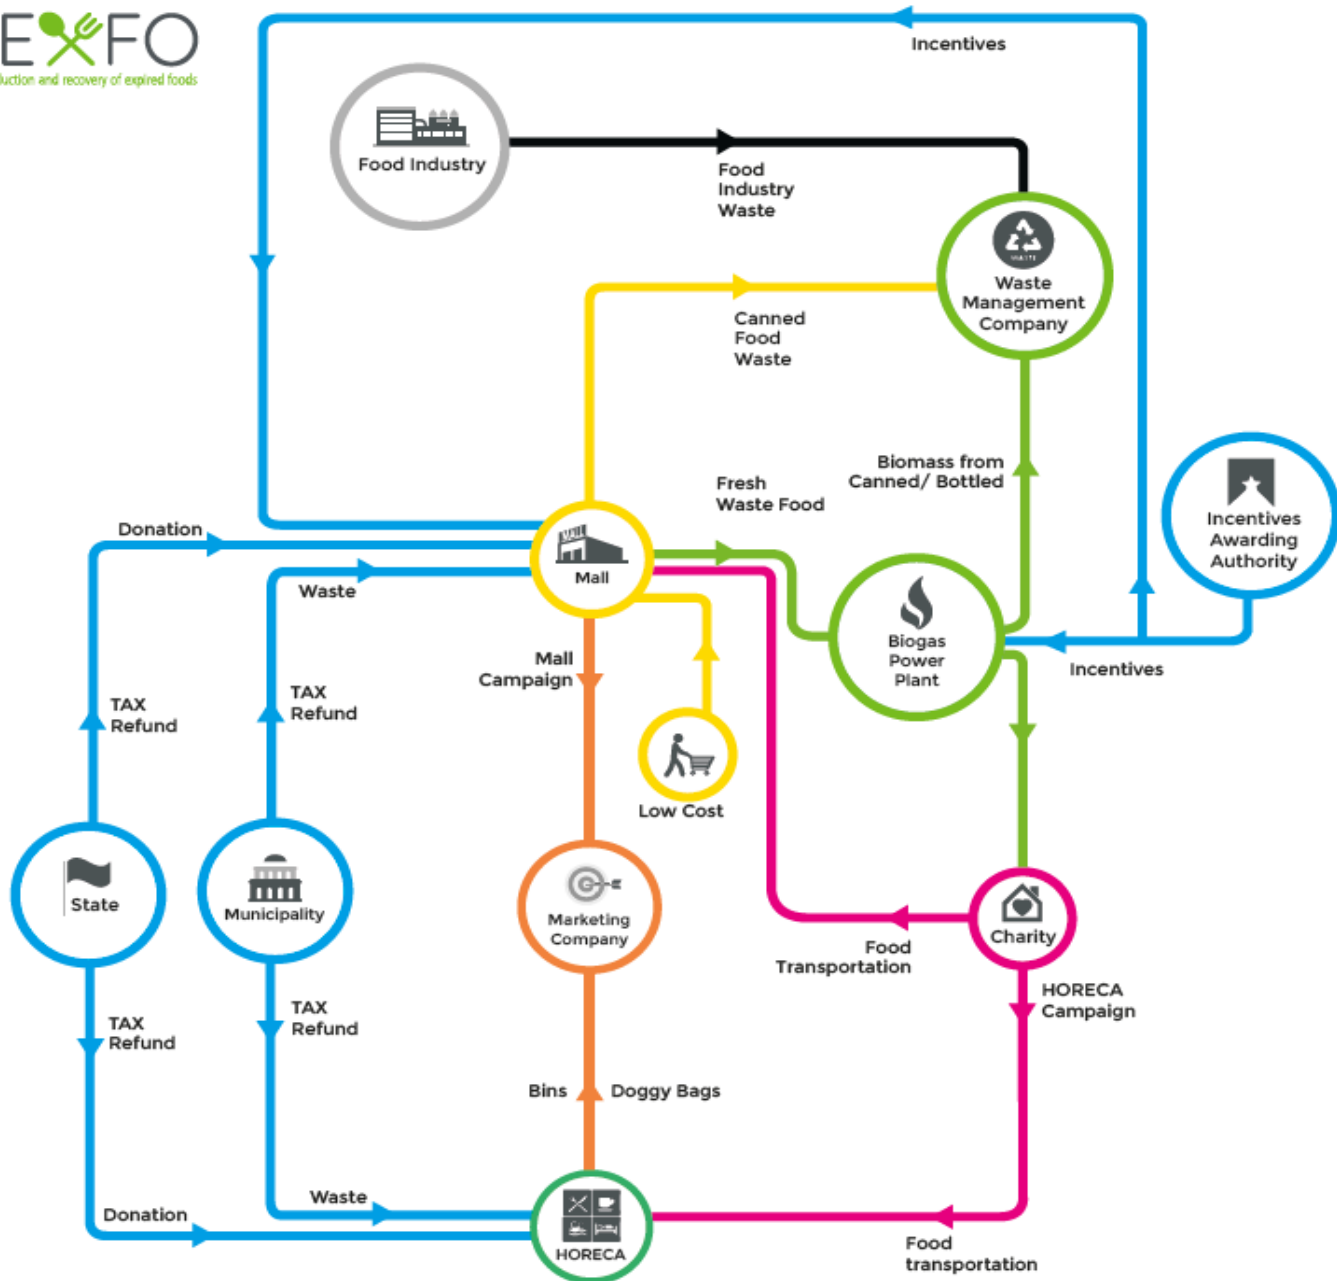 EXFO
uction and recovery of expired foods
Incentives
Food Industry
Food
Industry
Waste
WASTE
Waste
Management
Company
Canned
Food
Waste
Biomass from
Canned/ Bottled
Fresh
Waste Food
Incentives
Awarding
Authority
Donation
MALL
Mall
Waste
Biogas
Power
Plant
Incentives
Mall
Campaign
TAX
Refund
TAX
Refund
Low Cost
State
Municipality
Marketing
Company
Charity
Food
Transportation
HORECA
Campaign
TAX
Refund
TAX
Refund
Bins
Doggy Bags
Waste
Donation
HORECA
Food
transportation